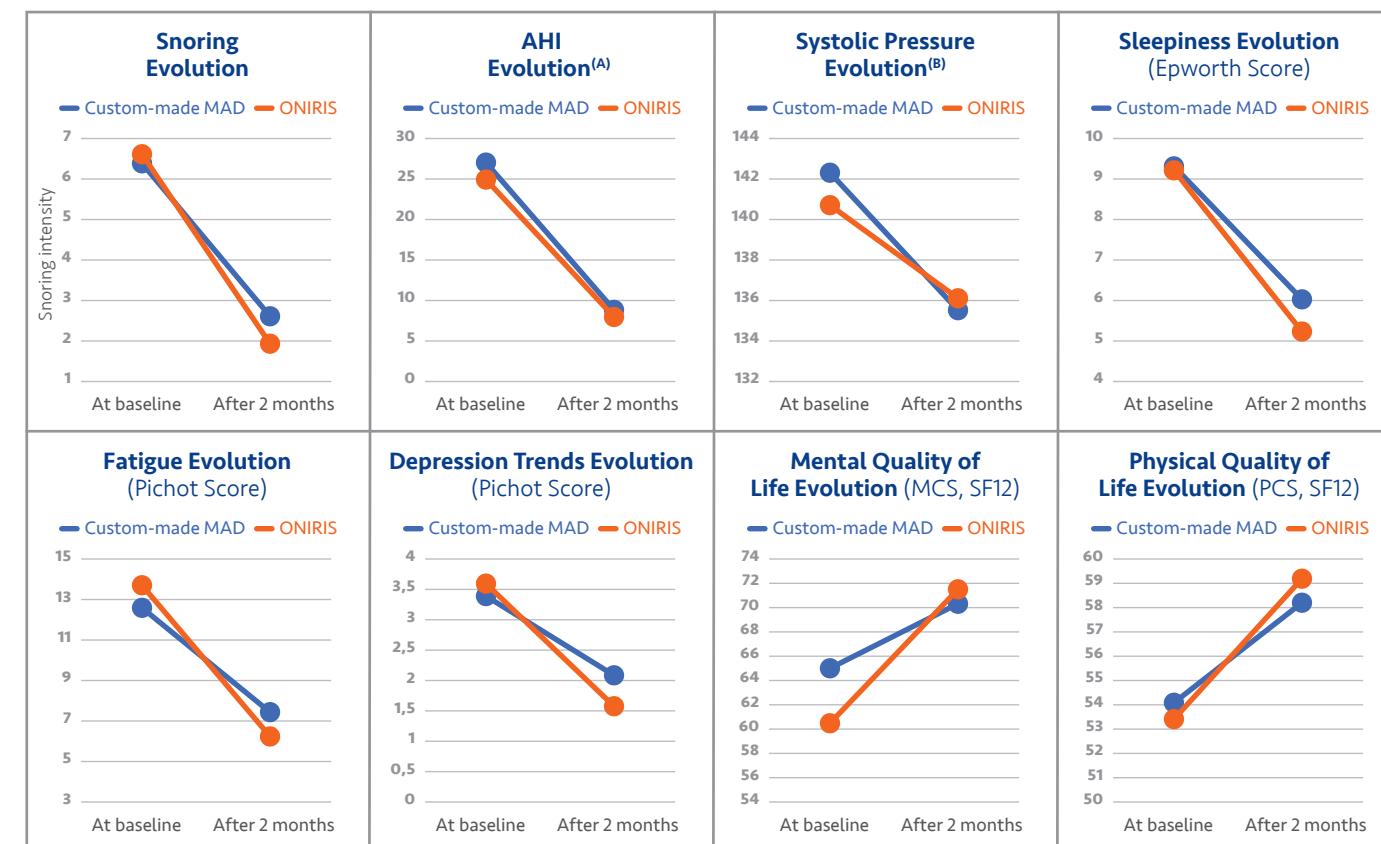 Snoring
Evolution
Custom-made MAD ONIRIS
7
6
5
4
3
2
1
Snoring intensity
At baseline After 2 months
AHI
Evolution(A)
Custom-made MAD ONIRIS
30
25
20
15
10
5
0
At baseline After 2 months
Systolic Pressure
Evolution(B)
Custom-made MAD ONIRIS
144
142
140
138
136
134
132
At baseline After 2 months
Sleepiness Evolution
(Epworth Score)
Custom-made MAD ONIRIS
10
9
8
7
6
4
At baseline After 2 months
Fatigue Evolution
(Pichot Score)
Custom-made MAD ONIRIS
15
13
11
9
7
5
3
At baseline After 2 months
Depression Trends Evolution
(Pichot Score)
Custom-made MAD ONIRIS
4
3,5
3
2,5
2
1,5
1
0,5
0
At baseline After 2 months
Mental Quality of
Life Evolution (MCS, SF12)
Custom-made MAD ONIRIS
74
72
70
68
66
64
62
60
58
56
54
At baseline After 2 months
Physical Quality of
Life Evolution (PCS, SF12)
Custom-made MAD ONIRIS
60
59
58
57
56
55
54
53
52
51
50
At baseline After 2 months